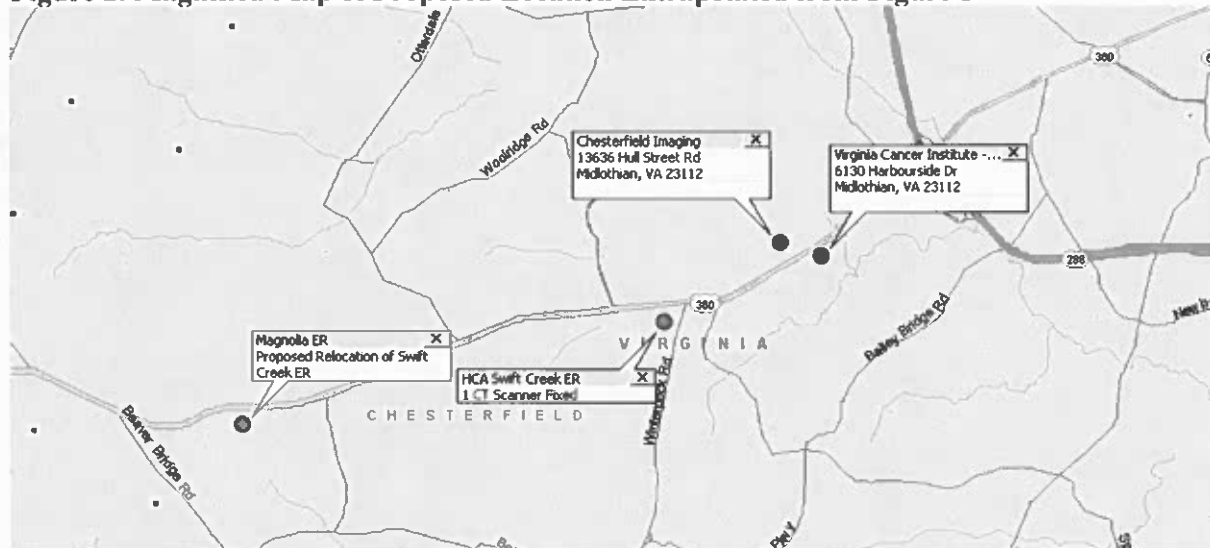 Otterdale
Woolridge Rd
360
Chesterfield Imaging
13636 Hull Street Rd
Midlothian, VA 23112
Virginia Cancer Institute -...
6130 Harbourside Dr
Midlothian, VA 23112
288
360
Bailey Bridge Rd
VIRGINIA
Magnolia ER
Proposed Relocation of Swift
Creek ER
HCA Swift Creek ER
1 CT Scanner Fixed
CHESTERFIELD
Winterpock Rd
Beaver Bridge Rd